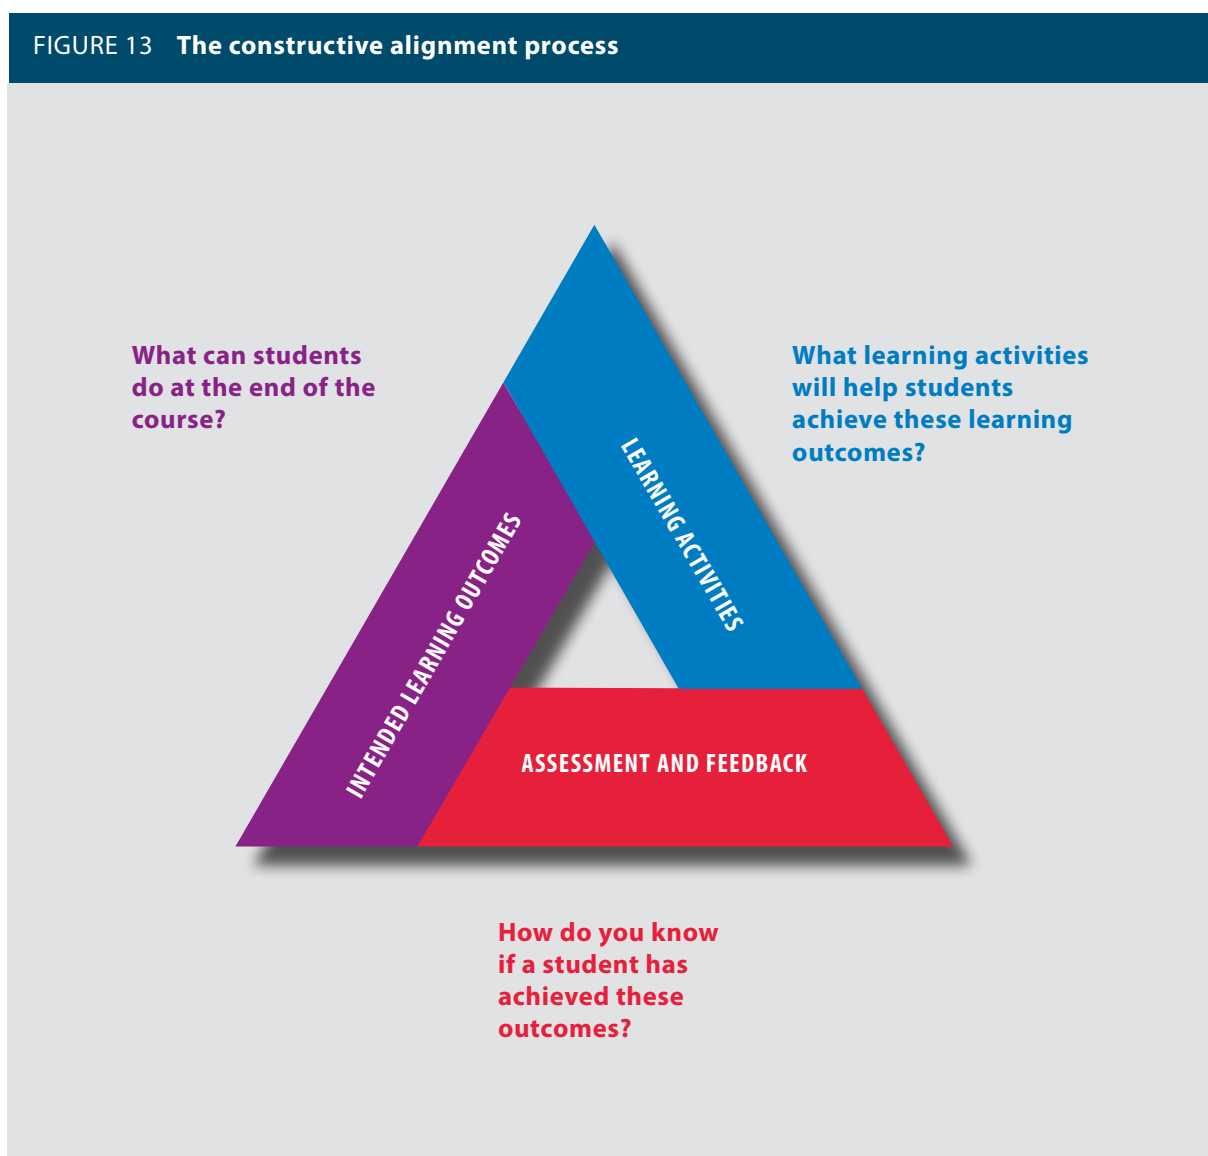 FIGURE 13 The constructive alignment process
What can students
do at the end of the
course?
What learning activities
will help students
achieve these learning
outcomes?
LEARNING ACTIVITIES
INTENDED LEARNING OUTCOMES
ASSESSMENT AND FEEDBACK
How do you know
if a student has
achieved these
outcomes?